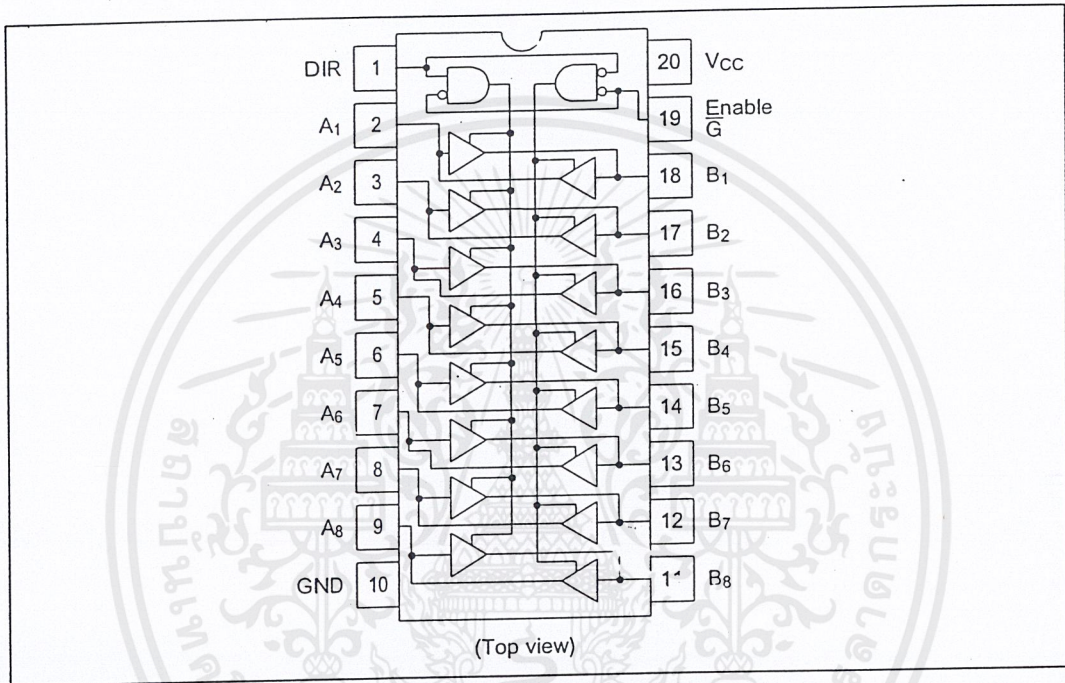 DIR 1
20 VCC
A1 2
19 Enable G
A2 3
18 B1
A3 4
17 B2
A4 5
16 B3
A5 6
15 B4
A6 7
14 B5
A7 8
13 B6
A8 9
12 B7
GND 10
11 B8
(Top view)